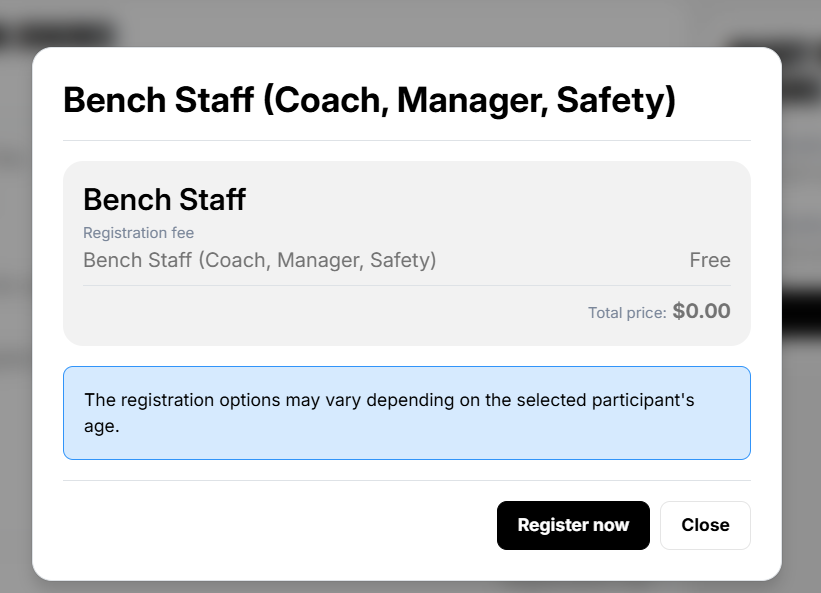 Bench Staff (Coach, Manager, Safety)
Bench Staff
Registration fee
Bench Staff (Coach, Manager, Safety) Free
Total price: $0.00
The registration options may vary depending on the selected participant's
age.
Register now Close